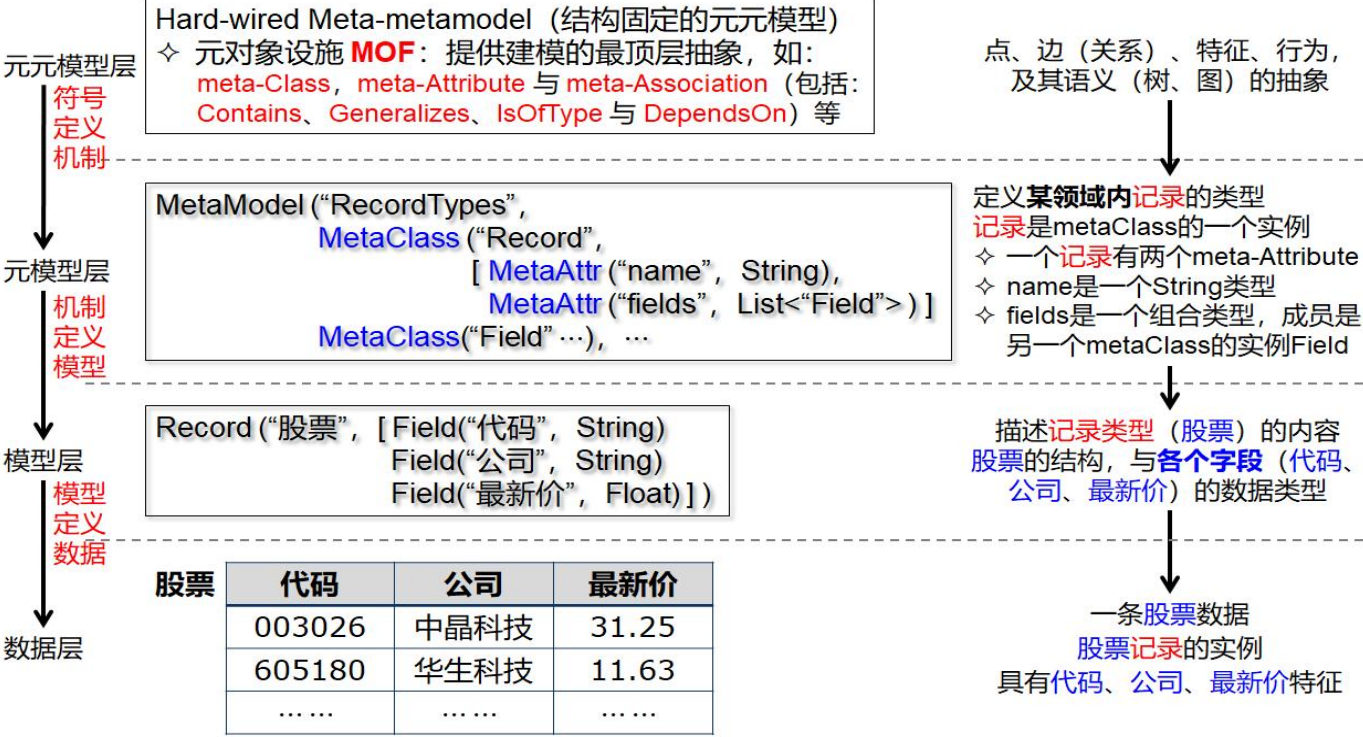 Hard-wired Meta-metamodel（结构固定的元元模型）
✧ 元对象设施 MOF：提供建模的最顶层抽象，如：
meta-Class，meta-Attribute 与 meta-Association（包括：
Contains、Generalizes、IsOfType 与 DependsOn）等
元元模型层
符号
定义
机制
点、边（关系）、特征、行为，
及其语义（树、图）的抽象
MetaModel (“RecordTypes”,
MetaClass (“Record”,
[ MetaAttr (“name”, String),
MetaAttr (“fields”, List<“Field”> ) ]
MetaClass(“Field” ···), ···
元模型层
机制
定义
模型
定义某领域内记录的类型
记录是metaClass的一个实例
✧ 一个记录有两个meta-Attribute
✧ name是一个String类型
✧ fields是一个组合类型，成员是
另一个metaClass的实例Field
Record (“股票”, [ Field(“代码”, String)
Field(“公司”, String)
Field(“最新价”, Float) ] )
模型层
模型
定义
数据
描述记录类型（股票）的内容
股票的结构，与各个字段（代码、
公司、最新价）的数据类型
股票 代码 公司 最新价
003026 中晶科技 31.25
605180 华生科技 11.63
…… …… ……
数据层
一条股票数据
股票记录的实例
具有代码、公司、最新价特征